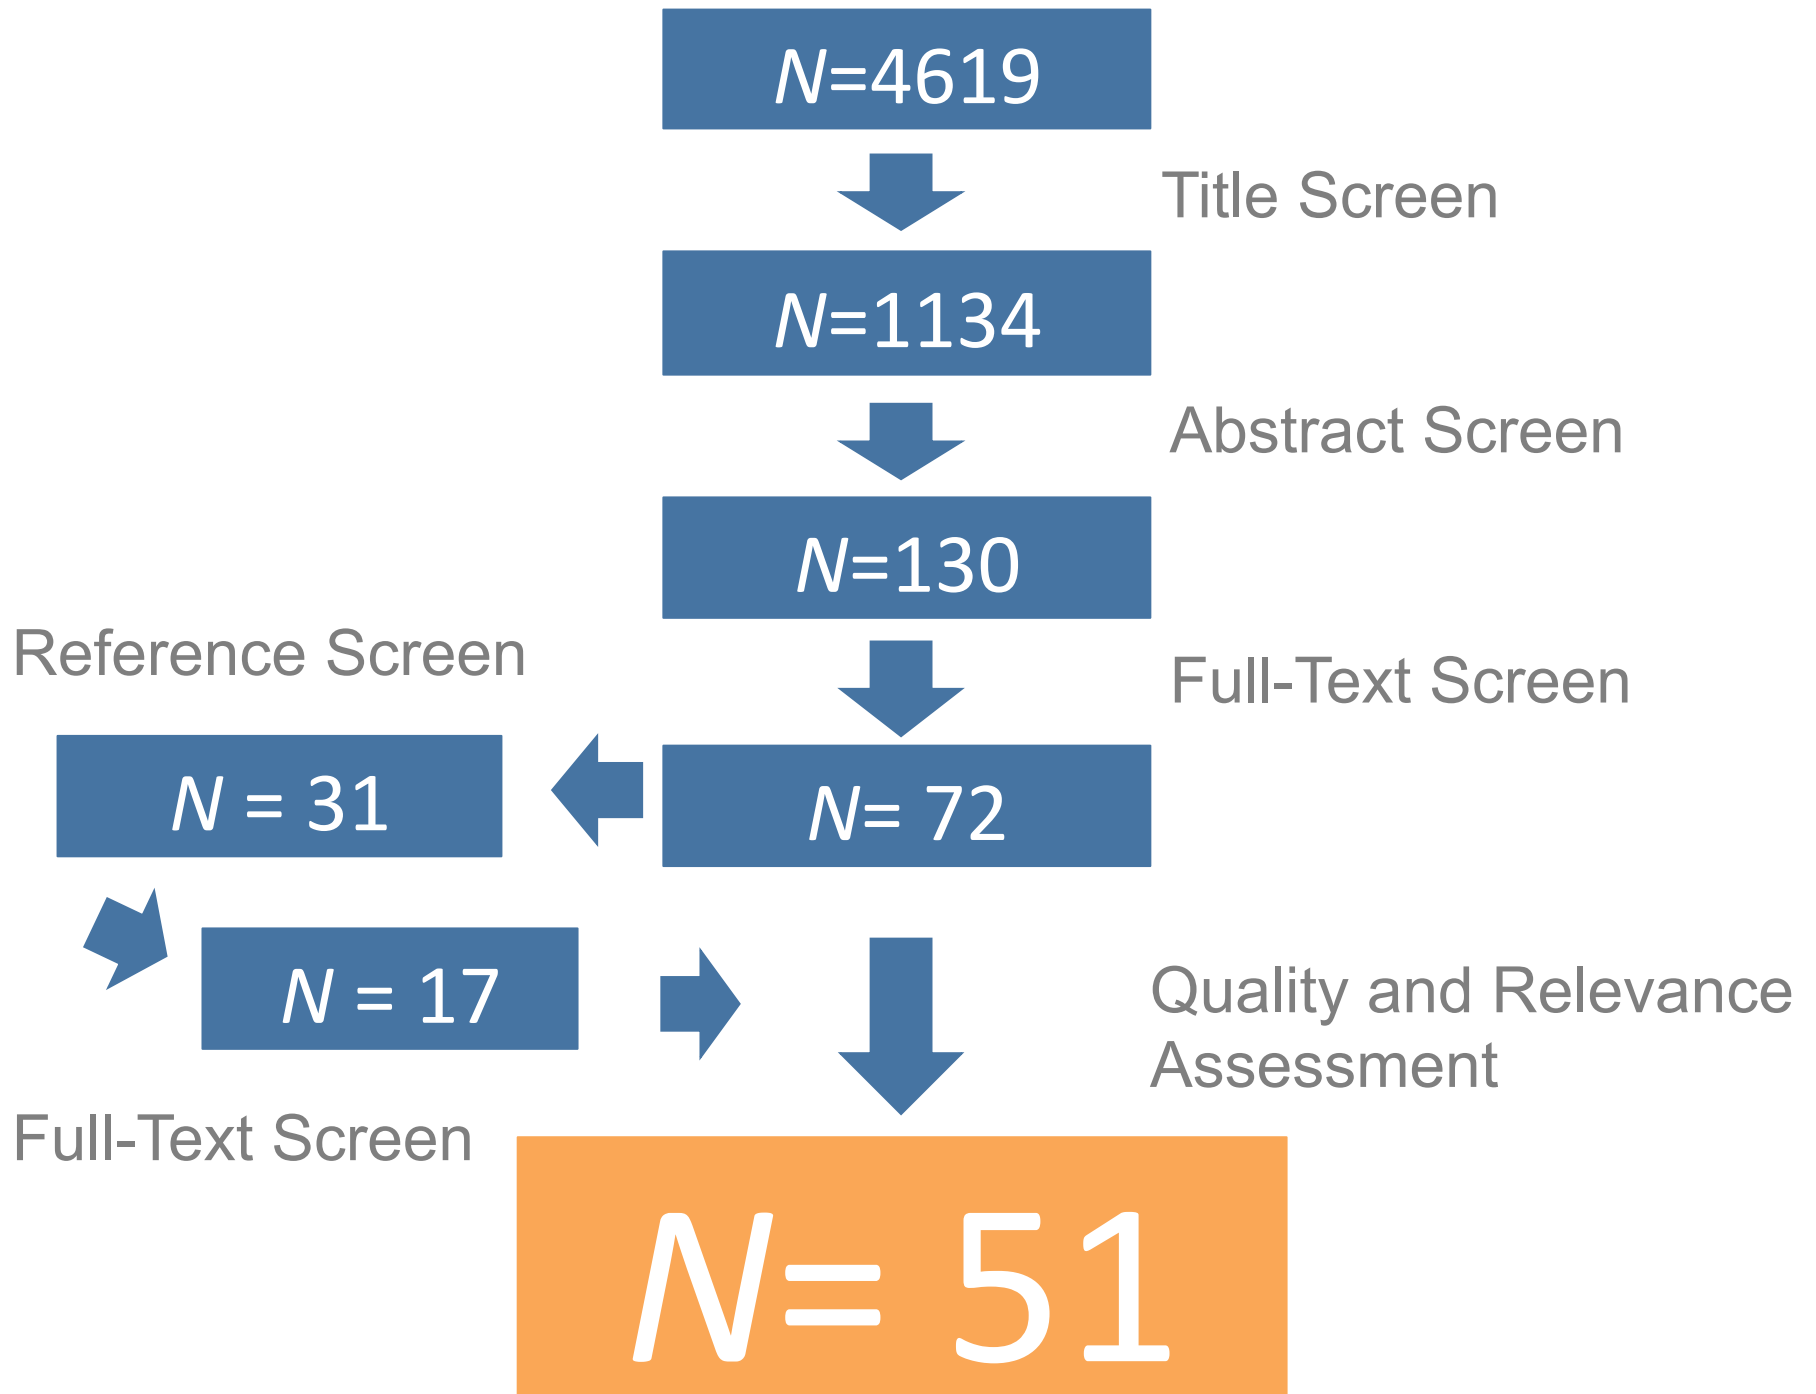 N=4619
Title Screen
N=1134
Abstract Screen
N=130
Full-Text Screen
Reference Screen
N = 31
N= 72
N = 17
Quality and Relevance
Assessment
Full-Text Screen
N= 51